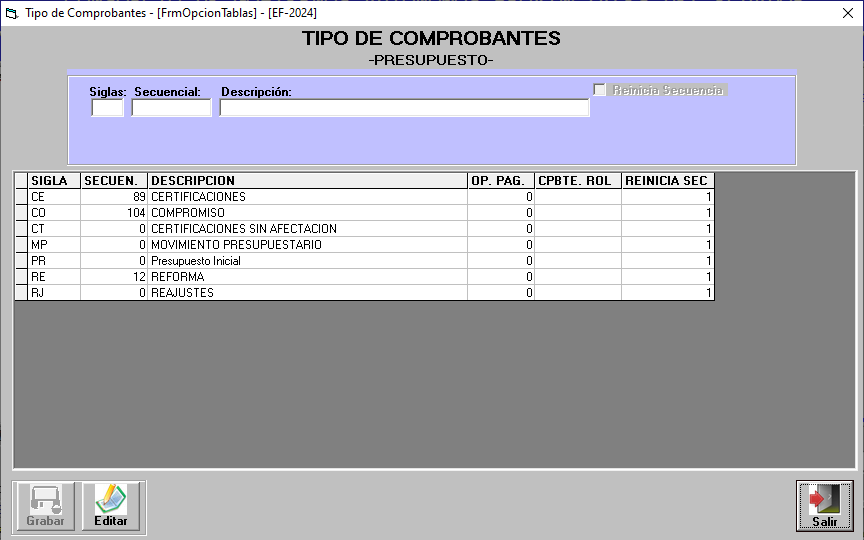 Tipo de Comprobantes - [FrmOpcionTablas] - [EF-2024]
TIPO DE COMPROBANTES
-PRESUPUESTO-
Siglas: Secuencial: Descripción: Reinicia Secuencia
SIGLA SECUEN. DESCRIPCION OP. PAG. CPBTE. ROL REINICIA SEC
CE 89 CERTIFICACIONES 0 1
CO 104 COMPROMISO 0 1
CT 0 CERTIFICACIONES SIN AFECTACION 0 1
MP 0 MOVIMIENTO PRESUPUESTARIO 0 1
PR 0 Presupuesto Inicial 0 1
RE 12 REFORMA 0 1
RJ 0 REAJUSTES 0 1
Grabar Editar Salir